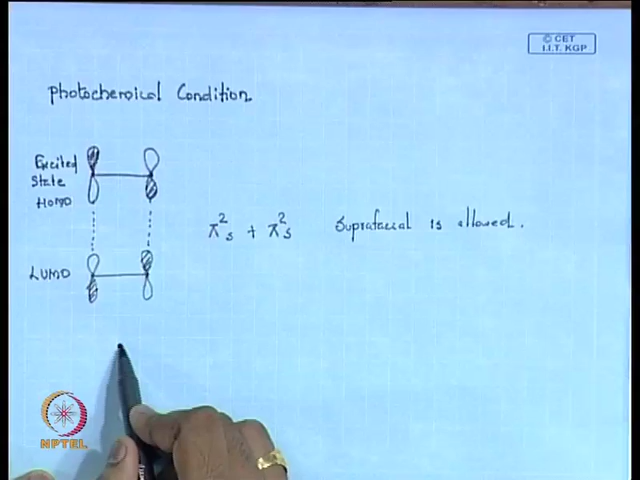 © CET
I.I.T. KGP
Photochemical Condition
Excited
State
HOMO
π²s + π²s Suprafacial is allowed.
LUMO
NPTEL